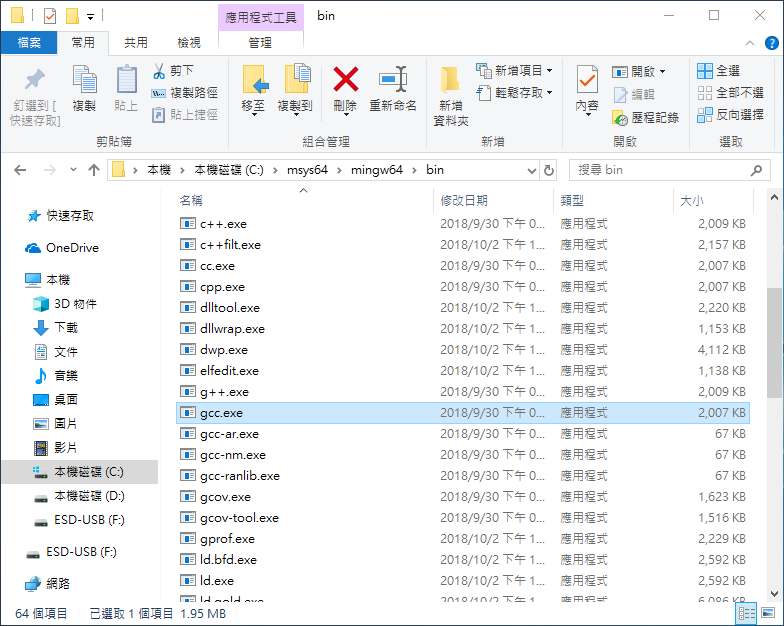 應用程式工具 bin
檔案 常用 共用 檢視 管理
釘選到 [快速存取]
複製
貼上
剪下
複製路徑
貼上捷徑
剪貼簿
移至
複製到
刪除
重新命名
組合管理
新增
資料夾
新增項目
輕鬆存取
新增
內容
開啟
編輯
歷程記錄
開啟
全選
全部不選
反向選擇
選取
本機 › 本機磁碟 (C:) › msys64 › mingw64 › bin
搜尋 bin
快速存取
OneDrive
本機
3D 物件
下載
文件
音樂
桌面
圖片
影片
本機磁碟 (C:)
本機磁碟 (D:)
ESD-USB (F:)
ESD-USB (F:)
網路
名稱 修改日期 類型 大小
c++.exe 2018/9/30 下午 0... 應用程式 2,009 KB
c++filt.exe 2018/10/2 下午 1... 應用程式 2,157 KB
cc.exe 2018/9/30 下午 0... 應用程式 2,007 KB
cpp.exe 2018/9/30 下午 0... 應用程式 2,007 KB
dlltool.exe 2018/10/2 下午 1... 應用程式 2,220 KB
dllwrap.exe 2018/10/2 下午 1... 應用程式 1,153 KB
dwp.exe 2018/10/2 下午 1... 應用程式 4,112 KB
elfedit.exe 2018/10/2 下午 1... 應用程式 1,138 KB
g++.exe 2018/9/30 下午 0... 應用程式 2,009 KB
gcc.exe 2018/9/30 下午 0... 應用程式 2,007 KB
gcc-ar.exe 2018/9/30 下午 0... 應用程式 67 KB
gcc-nm.exe 2018/9/30 下午 0... 應用程式 67 KB
gcc-ranlib.exe 2018/9/30 下午 0... 應用程式 67 KB
gcov.exe 2018/9/30 下午 0... 應用程式 1,623 KB
gcov-tool.exe 2018/9/30 下午 0... 應用程式 1,516 KB
gprof.exe 2018/10/2 下午 1... 應用程式 2,229 KB
ld.bfd.exe 2018/10/2 下午 1... 應用程式 2,592 KB
ld.exe 2018/10/2 下午 1... 應用程式 2,592 KB
ld.gold.exe 2018/10/2 下午 1... 應用程式 6,086 KB
64 個項目 已選取 1 個項目 1.95 MB